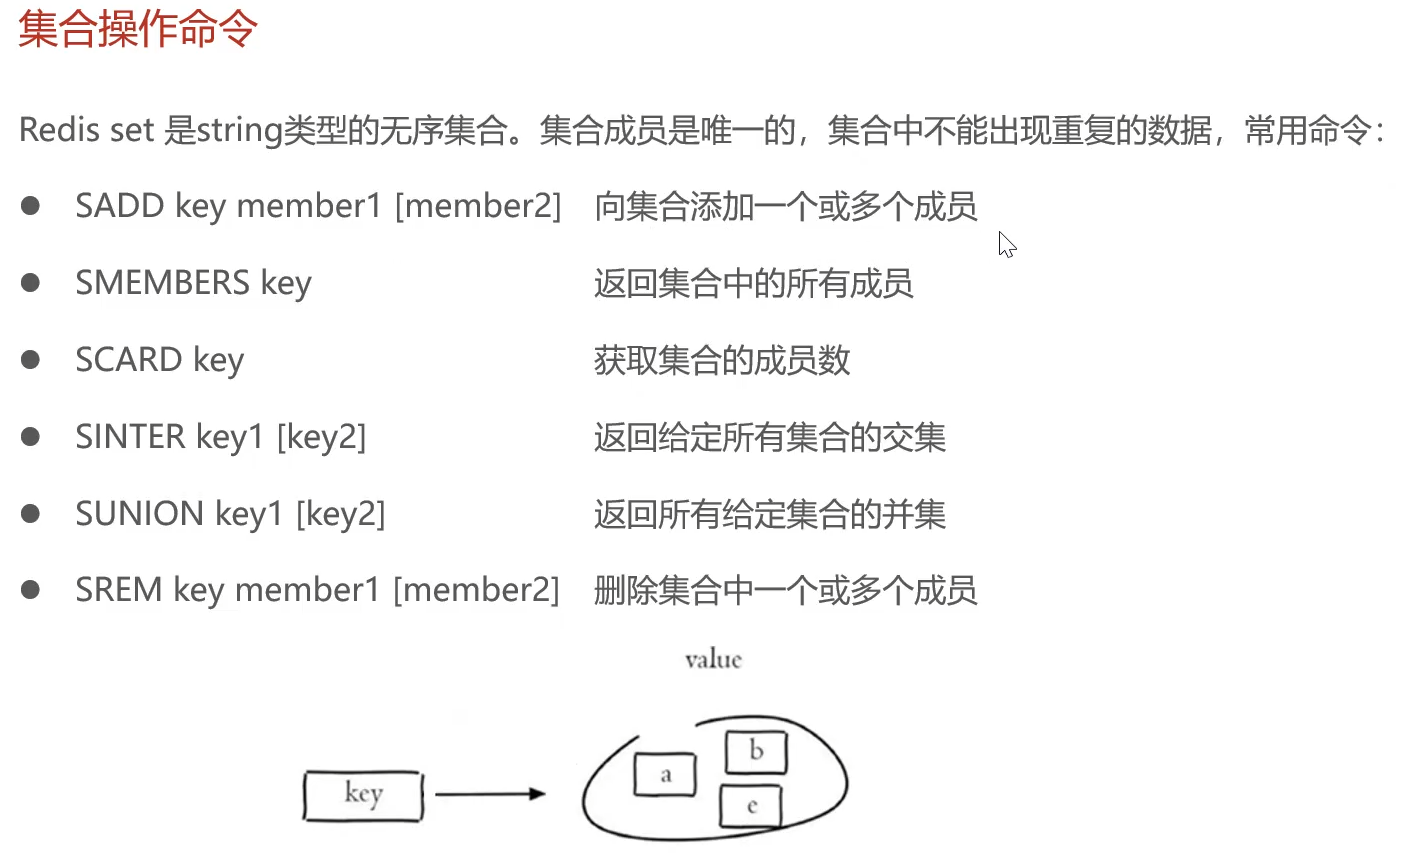 集合操作命令
Redis set 是string类型的无序集合。集合成员是唯一的，集合中不能出现重复的数据，常用命令：
● SADD key member1 [member2] 向集合添加一个或多个成员
● SMEMBERS key 返回集合中的所有成员
● SCARD key 获取集合的成员数
● SINTER key1 [key2] 返回给定所有集合的交集
● SUNION key1 [key2] 返回所有给定集合的并集
● SREM key member1 [member2] 删除集合中一个或多个成员
value
b
a
key
e